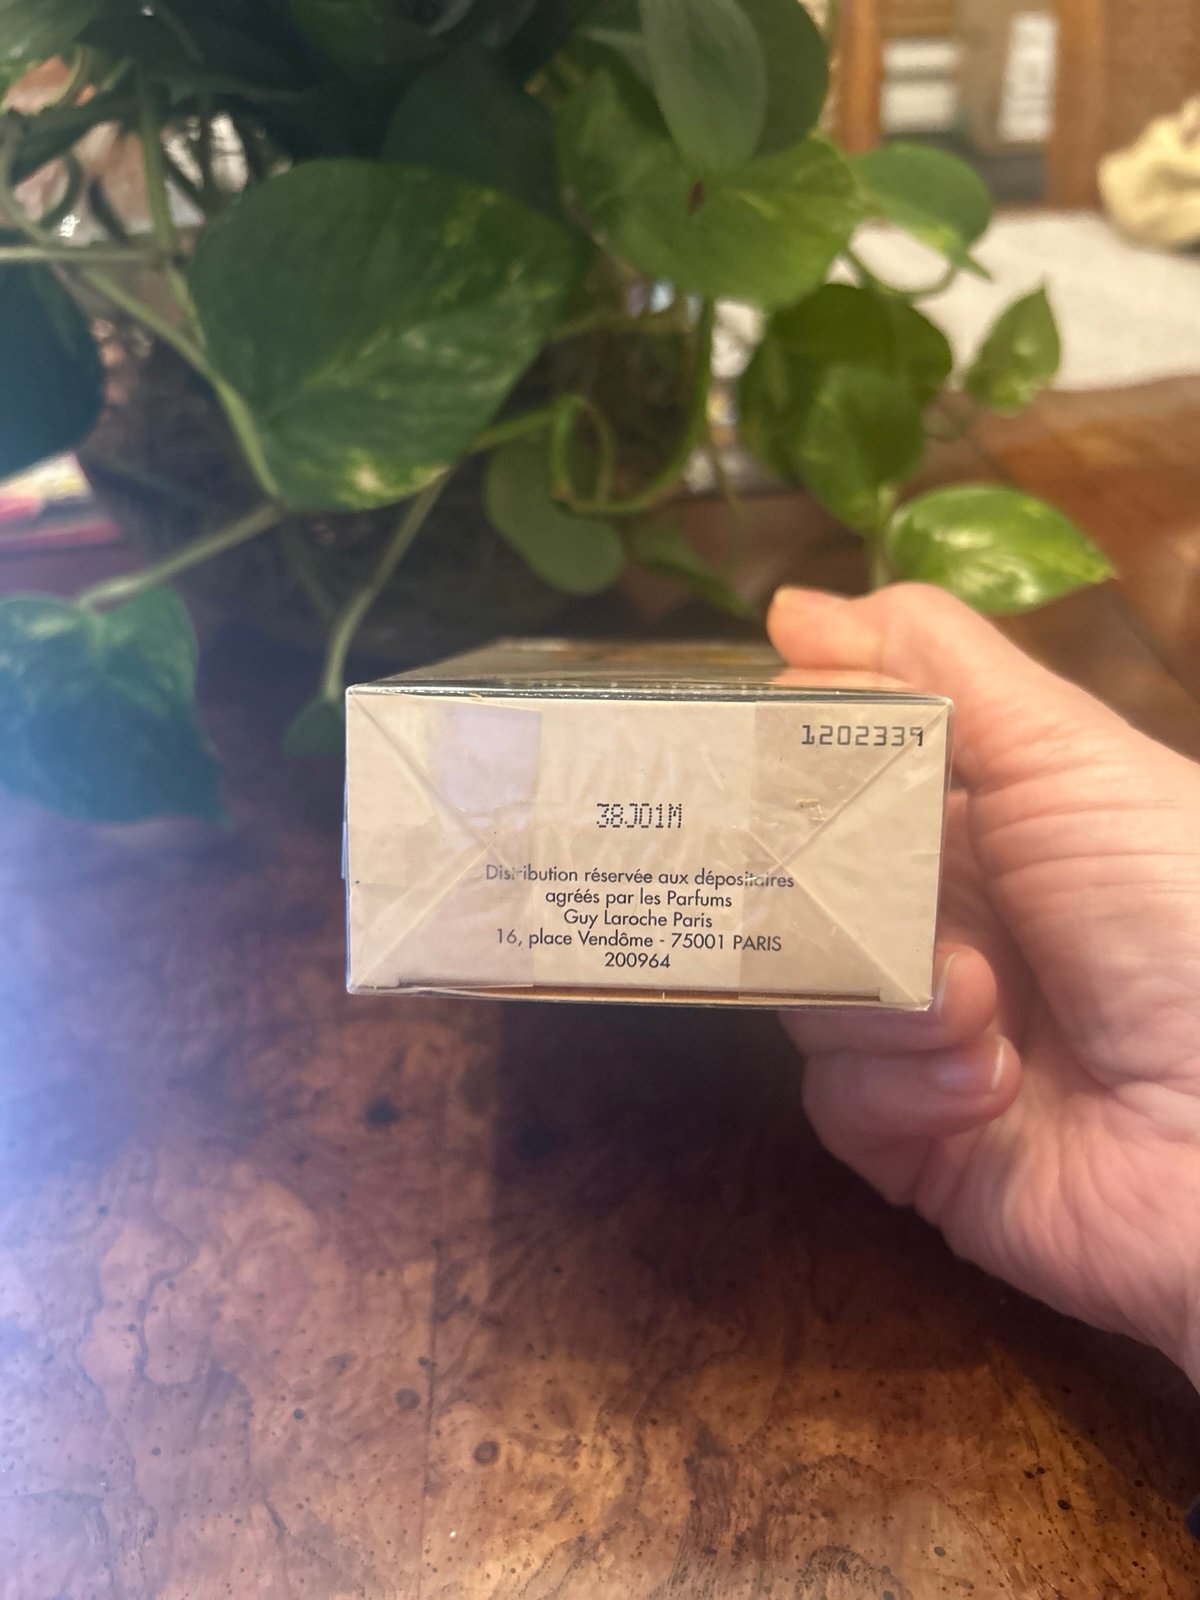 1202339
38J01M
Distribution réservée aux dépositaires
agréés par les Parfums
Guy Laroche Paris
16, place Vendôme - 75001 PARIS
200964